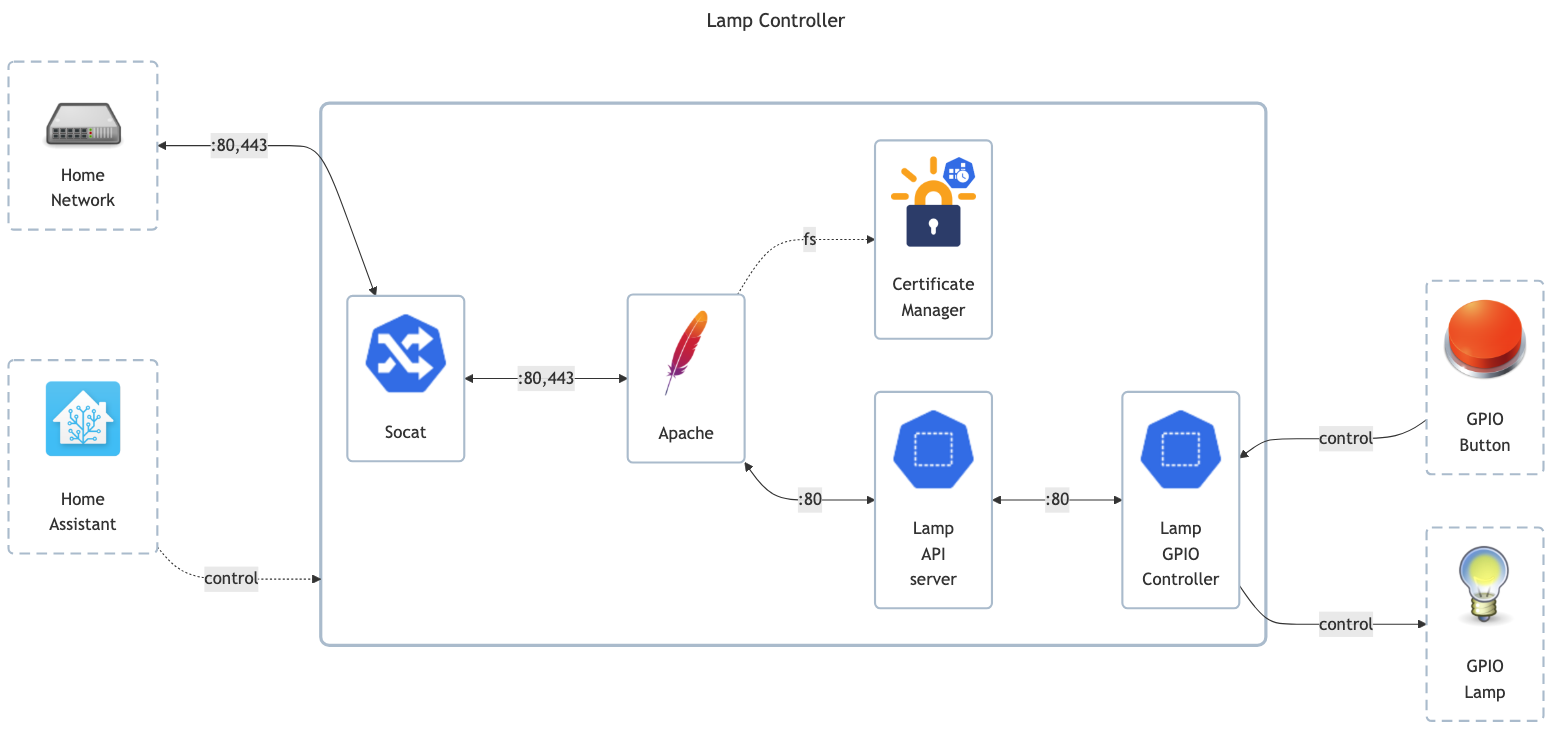 Lamp Controller
Home
Network
:80,443
Certificate
Manager
fs
Socat
:80,443
Apache
Home
Assistant
control
:80
Lamp
API
server
:80
Lamp
GPIO
Controller
control
GPIO
Button
control
GPIO
Lamp